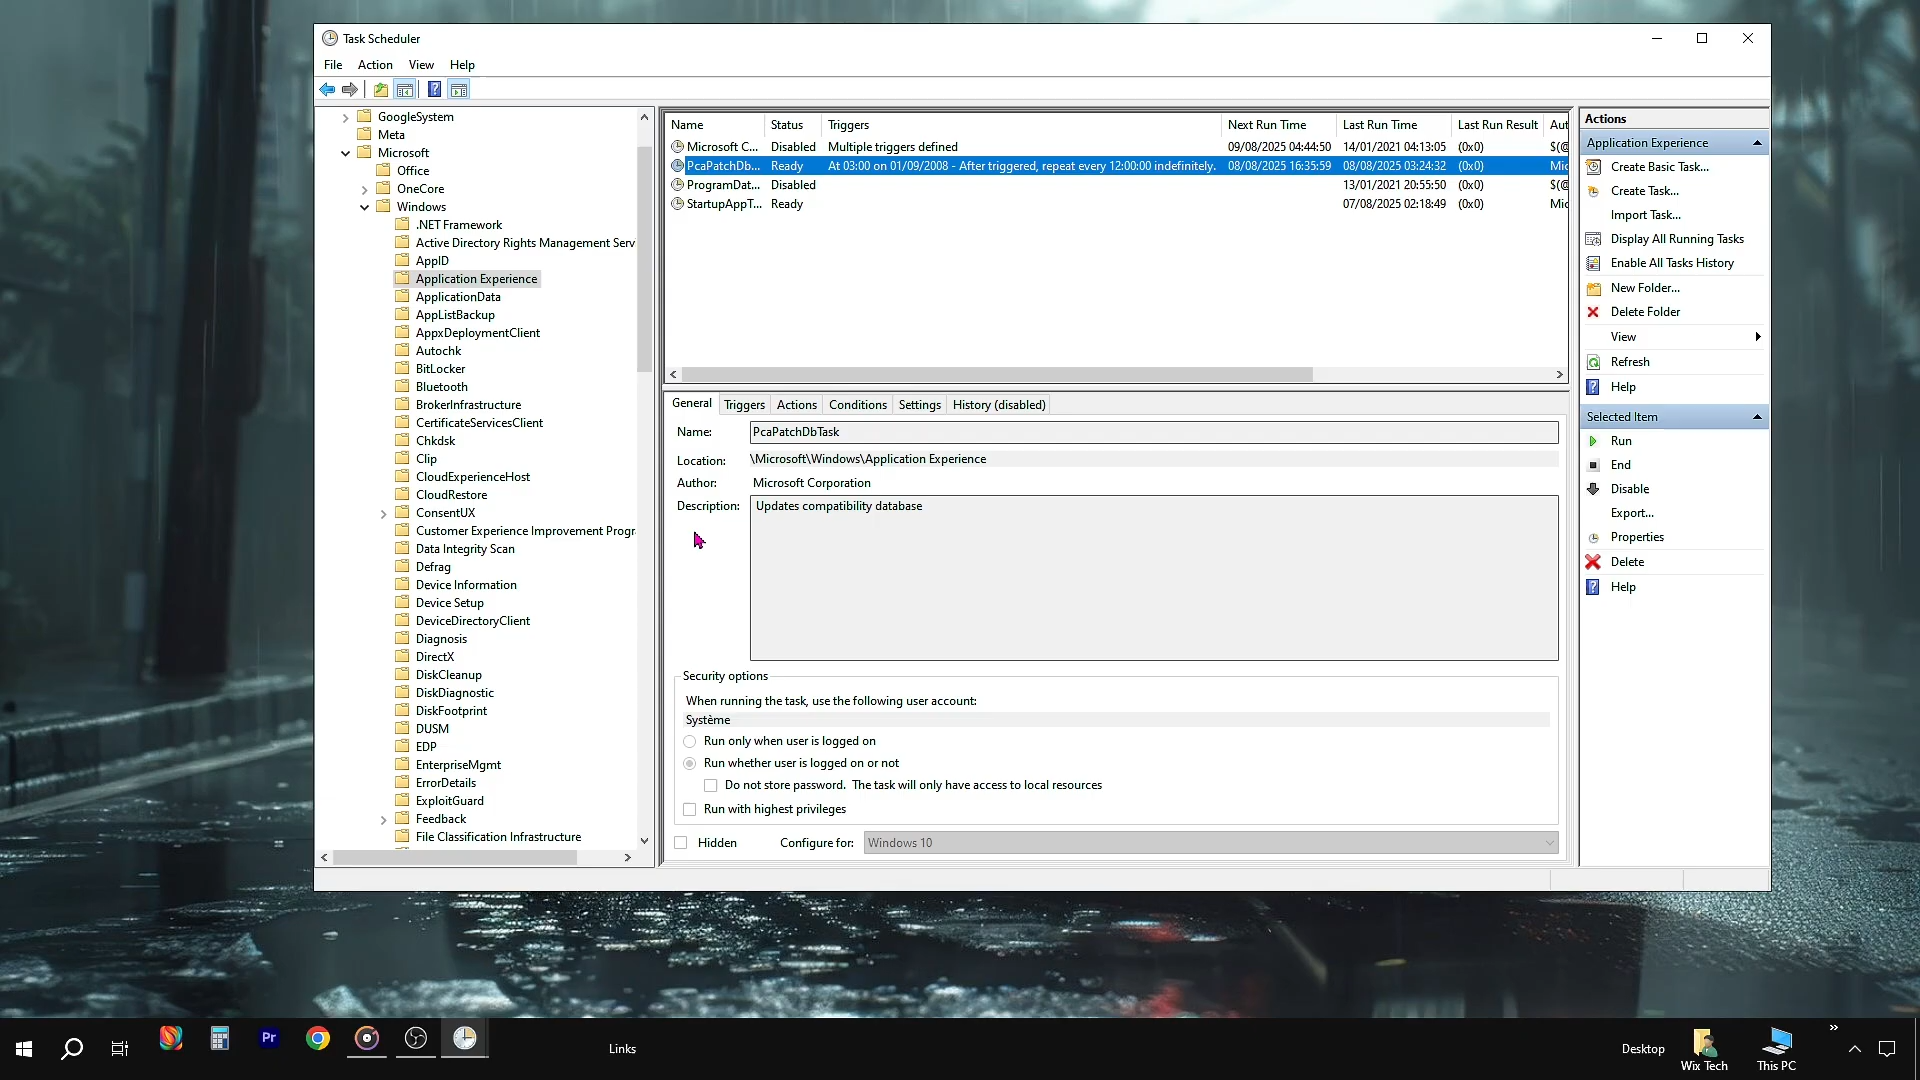 Task Scheduler
File Action View Help
GoogleSystem
Meta
Microsoft
Office
OneCore
Windows
.NET Framework
Active Directory Rights Management Serv
AppID
Application Experience
ApplicationData
AppListBackup
AppxDeploymentClient
Autochk
BitLocker
Bluetooth
BrokerInfrastructure
CertificateServicesClient
Chkdsk
Clip
CloudExperienceHost
CloudRestore
ConsentUX
Customer Experience Improvement Progr
Data Integrity Scan
Defrag
Device Information
Device Setup
DeviceDirectoryClient
Diagnosis
DirectX
DiskCleanup
DiskDiagnostic
DiskFootprint
DUSM
EDP
EnterpriseMgmt
ErrorDetails
ExploitGuard
Feedback
File Classification Infrastructure
Name Status Triggers Next Run Time Last Run Time Last Run Result Aut
Microsoft C... Disabled Multiple triggers defined 09/08/2025 04:44:50 14/01/2021 04:13:05 (0x0) $(@
PcaPatchDb... Ready At 03:00 on 01/09/2008 - After triggered, repeat every 12:00:00 indefinitely. 08/08/2025 16:35:59 08/08/2025 03:24:32 (0x0) Mic
ProgramDat... Disabled 13/01/2021 20:55:50 (0x0) $(@
StartupAppT... Ready 07/08/2025 02:18:49 (0x0) Mic
General Triggers Actions Conditions Settings History (disabled)
Name: PcaPatchDbTask
Location: \Microsoft\Windows\Application Experience
Author: Microsoft Corporation
Description: Updates compatibility database
Security options
When running the task, use the following user account:
Système
Run only when user is logged on
Run whether user is logged on or not
Do not store password. The task will only have access to local resources
Run with highest privileges
Hidden Configure for: Windows 10
Actions
Application Experience
Create Basic Task...
Create Task...
Import Task...
Display All Running Tasks
Enable All Tasks History
New Folder...
Delete Folder
View
Refresh
Help
Selected Item
Run
End
Disable
Export...
Properties
Delete
Help
Pr
Links
Desktop
Wix Tech
This PC